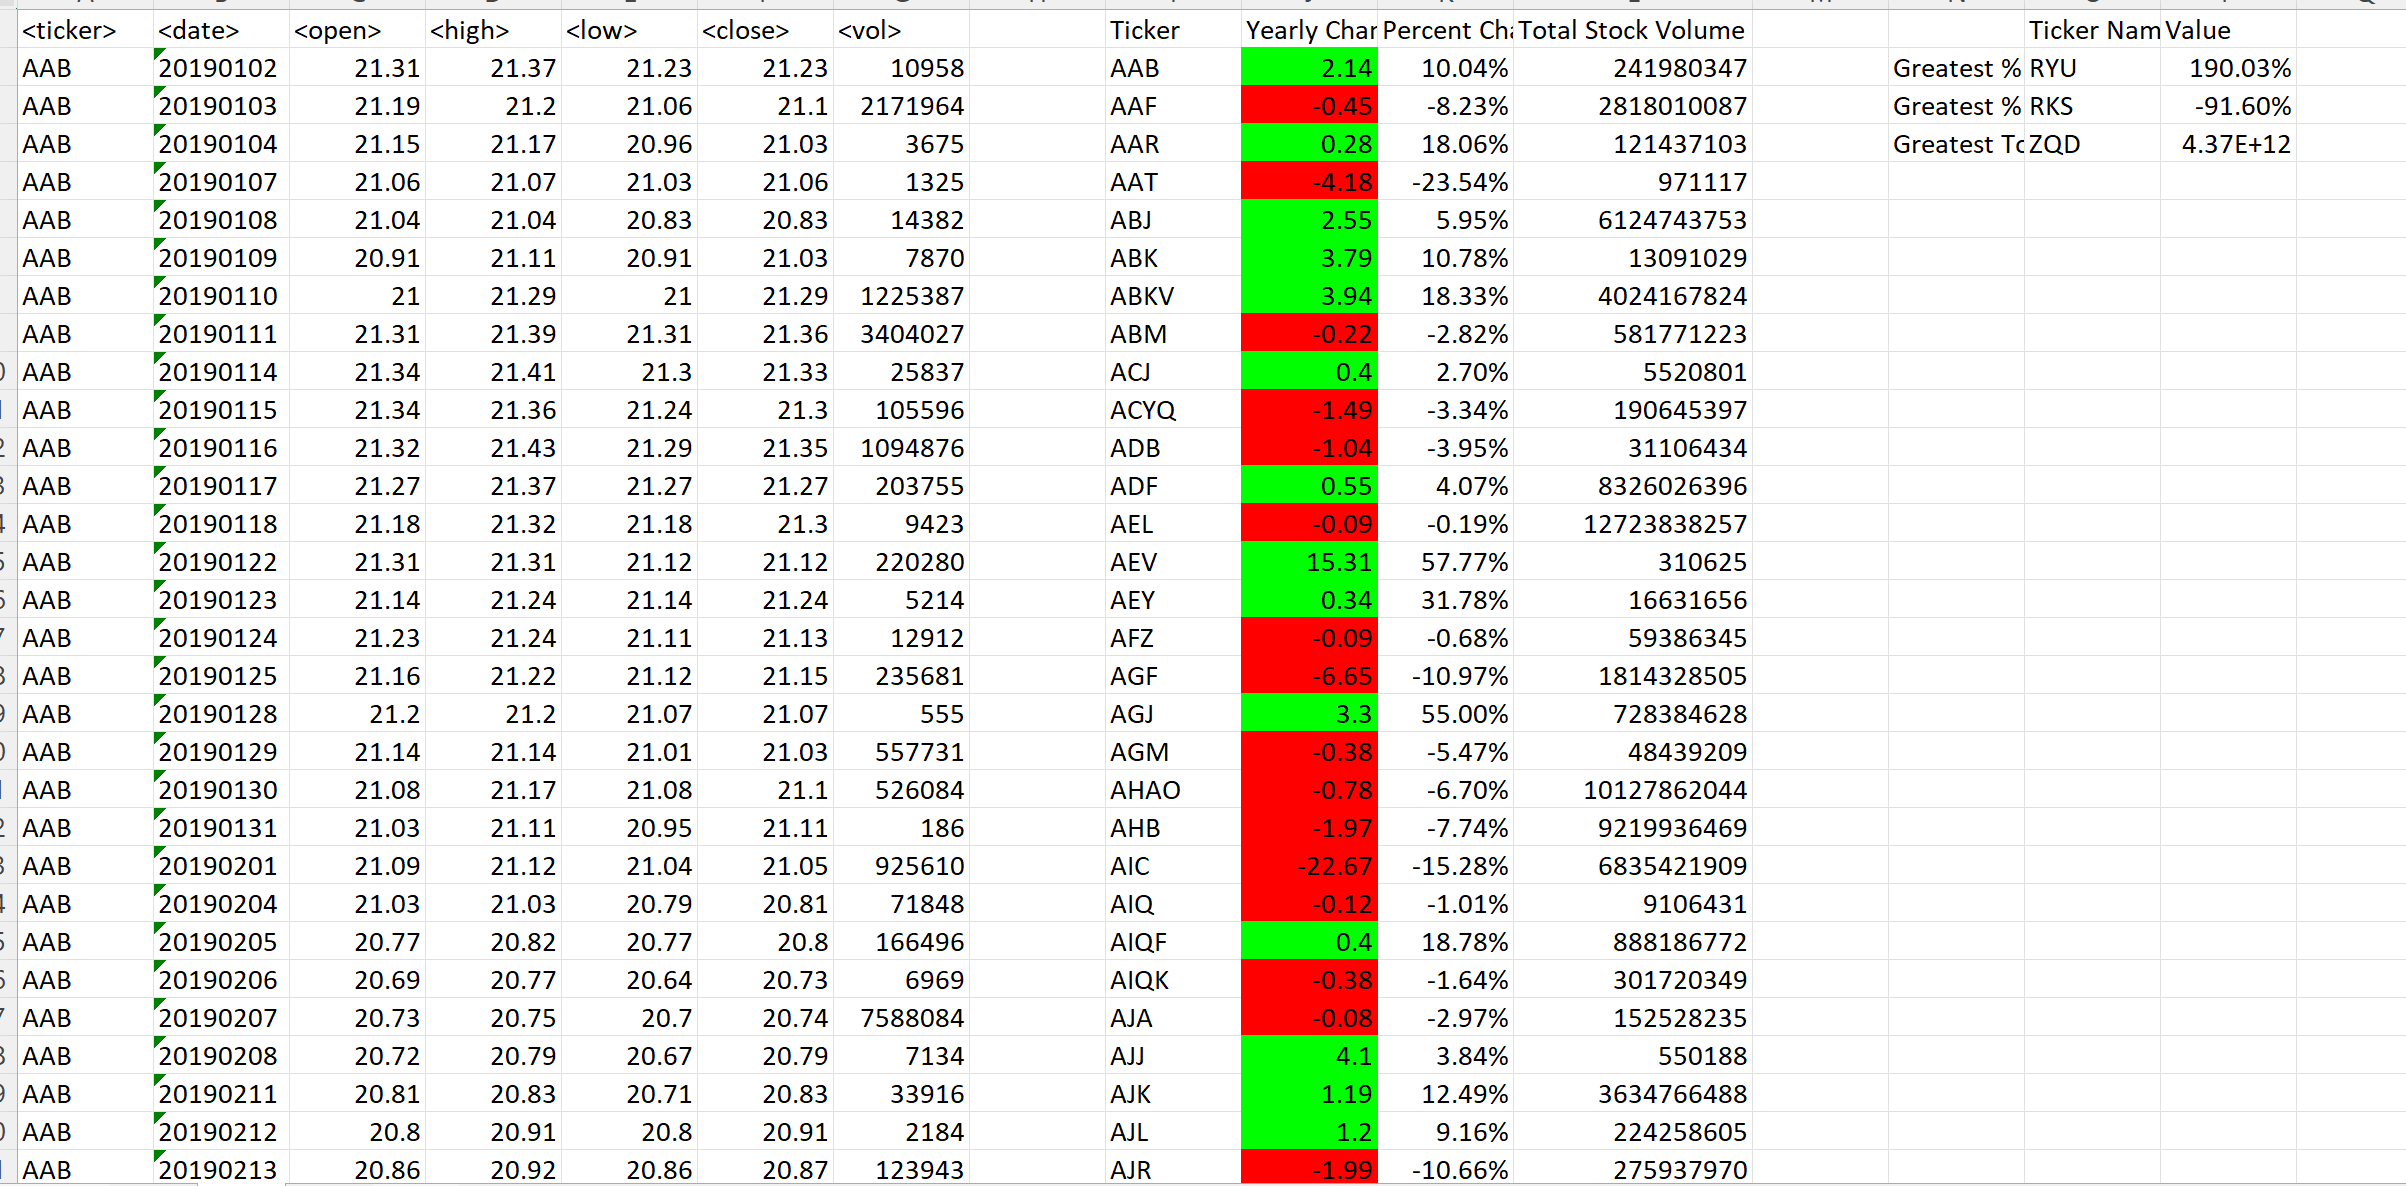 <ticker> <date> <open> <high> <low> <close> <vol> Ticker Yearly Char Percent Cha Total Stock Volume Ticker Nam Value
AAB 20190102 21.31 21.37 21.23 21.23 10958 AAB 2.14 10.04% 241980347 Greatest % RYU 190.03%
AAB 20190103 21.19 21.2 21.06 21.1 2171964 AAF -0.45 -8.23% 2818010087 Greatest % RKS -91.60%
AAB 20190104 21.15 21.17 20.96 21.03 3675 AAR 0.28 18.06% 121437103 Greatest To ZQD 4.37E+12
AAB 20190107 21.06 21.07 21.03 21.06 1325 AAT -4.18 -23.54% 971117
AAB 20190108 21.04 21.04 20.83 20.83 14382 ABJ 2.55 5.95% 6124743753
AAB 20190109 20.91 21.11 20.91 21.03 7870 ABK 3.79 10.78% 13091029
AAB 20190110 21 21.29 21 21.29 1225387 ABKV 3.94 18.33% 4024167824
AAB 20190111 21.31 21.39 21.31 21.36 3404027 ABM -0.22 -2.82% 581771223
AAB 20190114 21.34 21.41 21.3 21.33 25837 ACJ 0.4 2.70% 5520801
AAB 20190115 21.34 21.36 21.24 21.3 105596 ACYQ -1.49 -3.34% 190645397
AAB 20190116 21.32 21.43 21.29 21.35 1094876 ADB -1.04 -3.95% 31106434
AAB 20190117 21.27 21.37 21.27 21.27 203755 ADF 0.55 4.07% 8326026396
AAB 20190118 21.18 21.32 21.18 21.3 9423 AEL -0.09 -0.19% 12723838257
AAB 20190122 21.31 21.31 21.12 21.12 220280 AEV 15.31 57.77% 310625
AAB 20190123 21.14 21.24 21.14 21.24 5214 AEY 0.34 31.78% 16631656
AAB 20190124 21.23 21.24 21.11 21.13 12912 AFZ -0.09 -0.68% 59386345
AAB 20190125 21.16 21.22 21.12 21.15 235681 AGF -6.65 -10.97% 1814328505
AAB 20190128 21.2 21.2 21.07 21.07 555 AGJ 3.3 55.00% 728384628
AAB 20190129 21.14 21.14 21.01 21.03 557731 AGM -0.38 -5.47% 48439209
AAB 20190130 21.08 21.17 21.08 21.1 526084 AHAO -0.78 -6.70% 10127862044
AAB 20190131 21.03 21.11 20.95 21.11 186 AHB -1.97 -7.74% 9219936469
AAB 20190201 21.09 21.12 21.04 21.05 925610 AIC -22.67 -15.28% 6835421909
AAB 20190204 21.03 21.03 20.79 20.81 71848 AIQ -0.12 -1.01% 9106431
AAB 20190205 20.77 20.82 20.77 20.8 166496 AIQF 0.4 18.78% 888186772
AAB 20190206 20.69 20.77 20.64 20.73 6969 AIQK -0.38 -1.64% 301720349
AAB 20190207 20.73 20.75 20.7 20.74 7588084 AJA -0.08 -2.97% 152528235
AAB 20190208 20.72 20.79 20.67 20.79 7134 AJJ 4.1 3.84% 550188
AAB 20190211 20.81 20.83 20.71 20.83 33916 AJK 1.19 12.49% 3634766488
AAB 20190212 20.8 20.91 20.8 20.91 2184 AJL 1.2 9.16% 224258605
AAB 20190213 20.86 20.92 20.86 20.87 123943 AJR -1.99 -10.66% 275937970